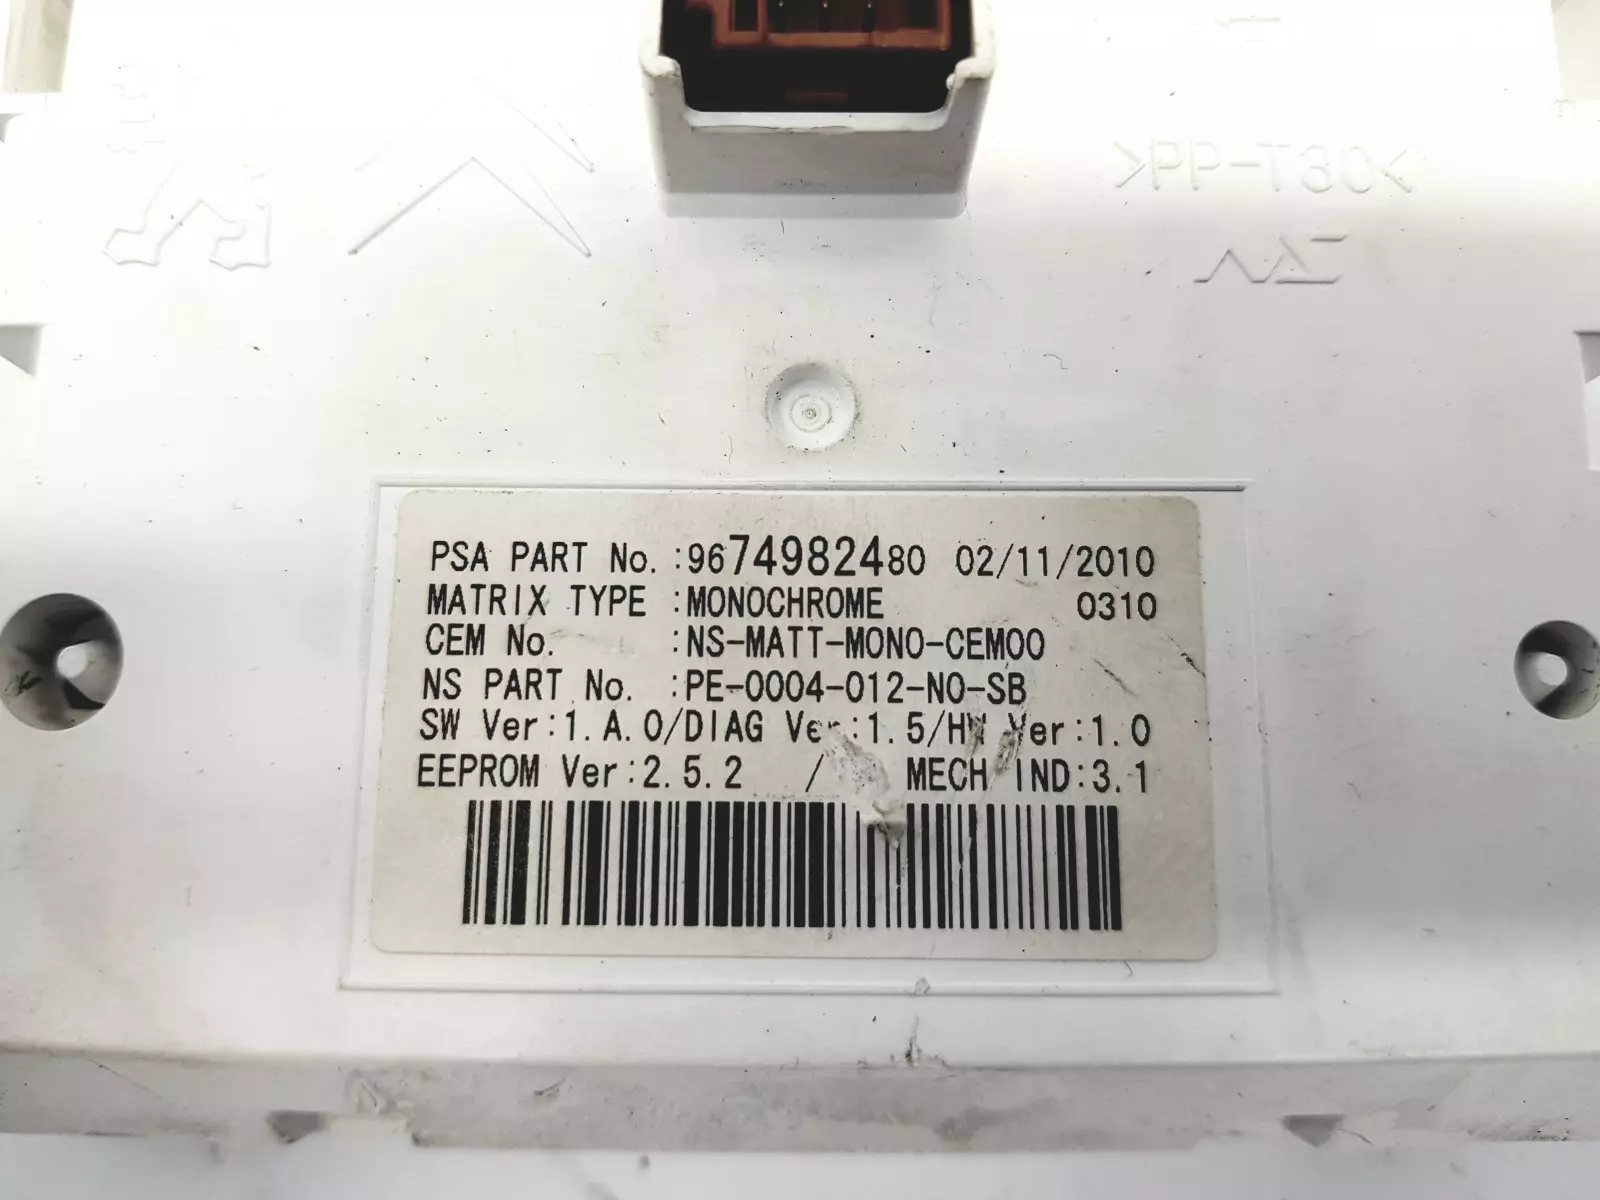 >PP-T30<
PSA PART No. :9674982480 02/11/2010
MATRIX TYPE :MONOCHROME 0310
CEM No. :NS-MATT-MONO-CEM00
NS PART No. :PE-0004-012-NO-SB
SW Ver:1.A.0/DIAG Ver:1.5/HW Ver:1.0
EEPROM Ver:2.5.2 / MECH IND:3.1